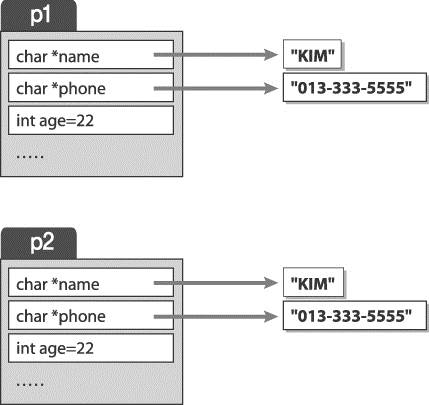 p1
char *name
"KIM"
char *phone
"013-333-5555"
int age=22
.....
p2
char *name
"KIM"
char *phone
"013-333-5555"
int age=22
.....